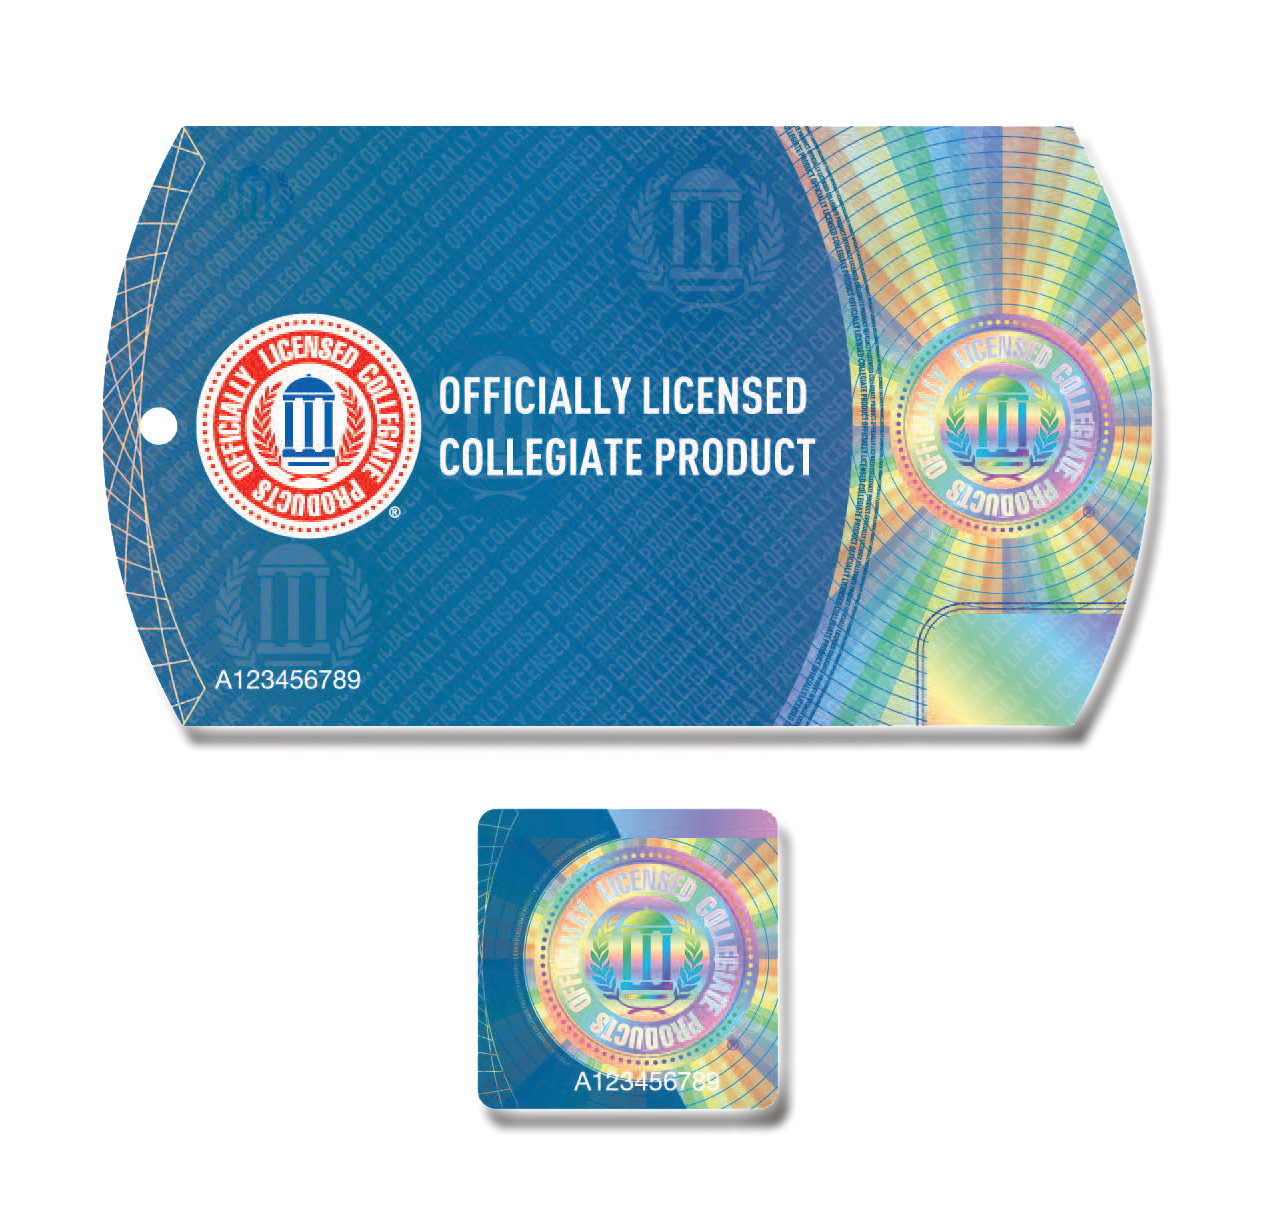 OFFICIALLY LICENSED COLLEGIATE PRODUCTS
®
OFFICIALLY LICENSED
COLLEGIATE PRODUCT
A123456789
OFFICIALLY LICENSED COLLEGIATE PRODUCTS
®
OFFICIALLY LICENSED COLLEGIATE PRODUCTS
®
A123456789